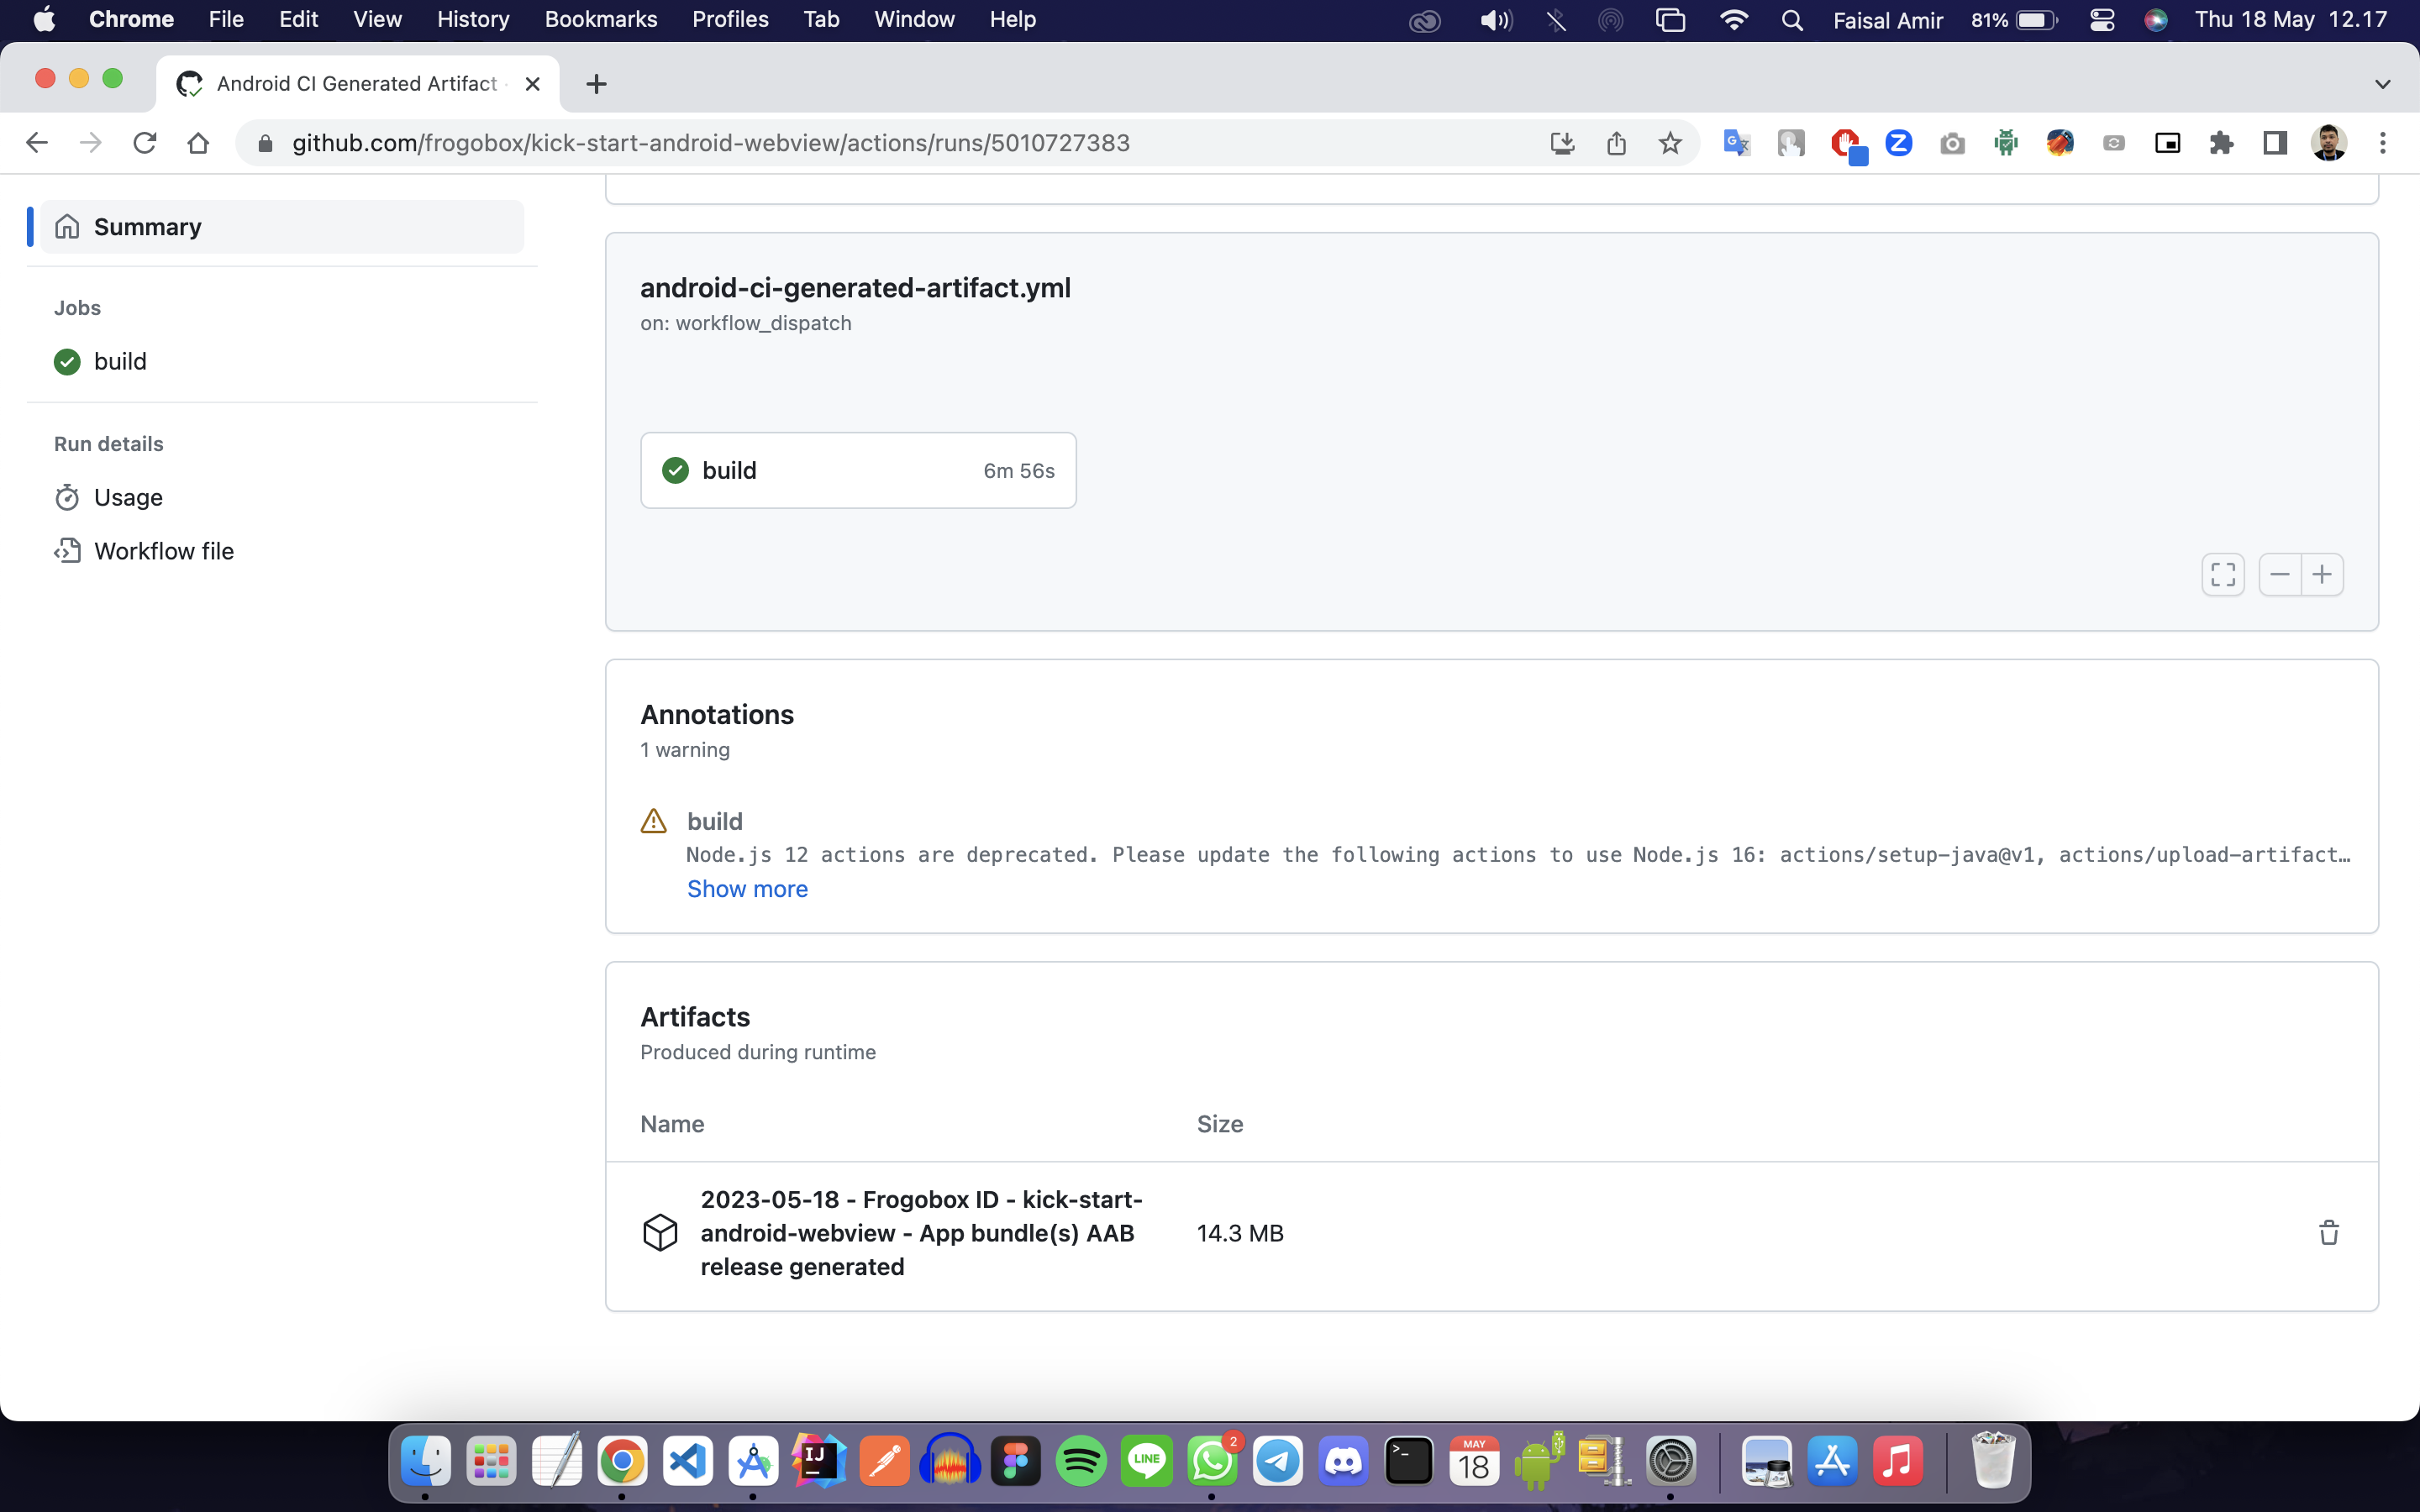 Chrome File Edit View History Bookmarks Profiles Tab Window Help Faisal Amir 81% Thu 18 May 12.17
Android CI Generated Artifact ·
github.com/frogobox/kick-start-android-webview/actions/runs/5010727383
Summary
Jobs
build
Run details
Usage
Workflow file
android-ci-generated-artifact.yml
on: workflow_dispatch
build 6m 56s
Annotations
1 warning
build
Node.js 12 actions are deprecated. Please update the following actions to use Node.js 16: actions/setup-java@v1, actions/upload-artifact…
Show more
Artifacts
Produced during runtime
Name Size
2023-05-18 - Frogobox ID - kick-start-
android-webview - App bundle(s) AAB
release generated
14.3 MB
IJ
LINE
2
MAY
18